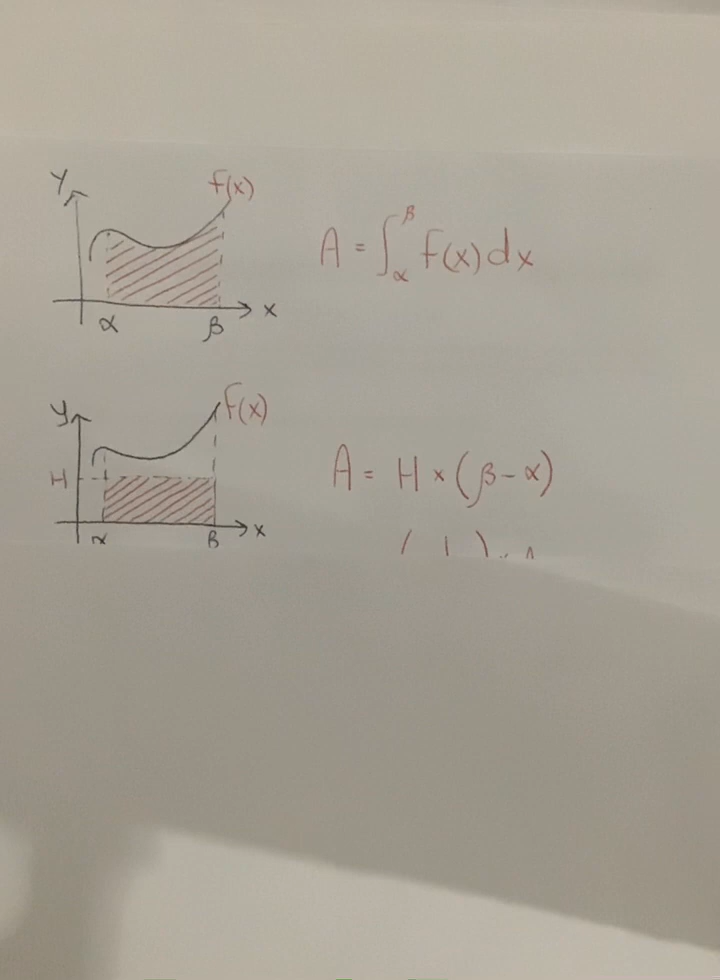 y
f(x)
A = ∫_α^β f(x) dx
x
α
β
y
f(x)
H
A = H × (β - α)
x
α
β